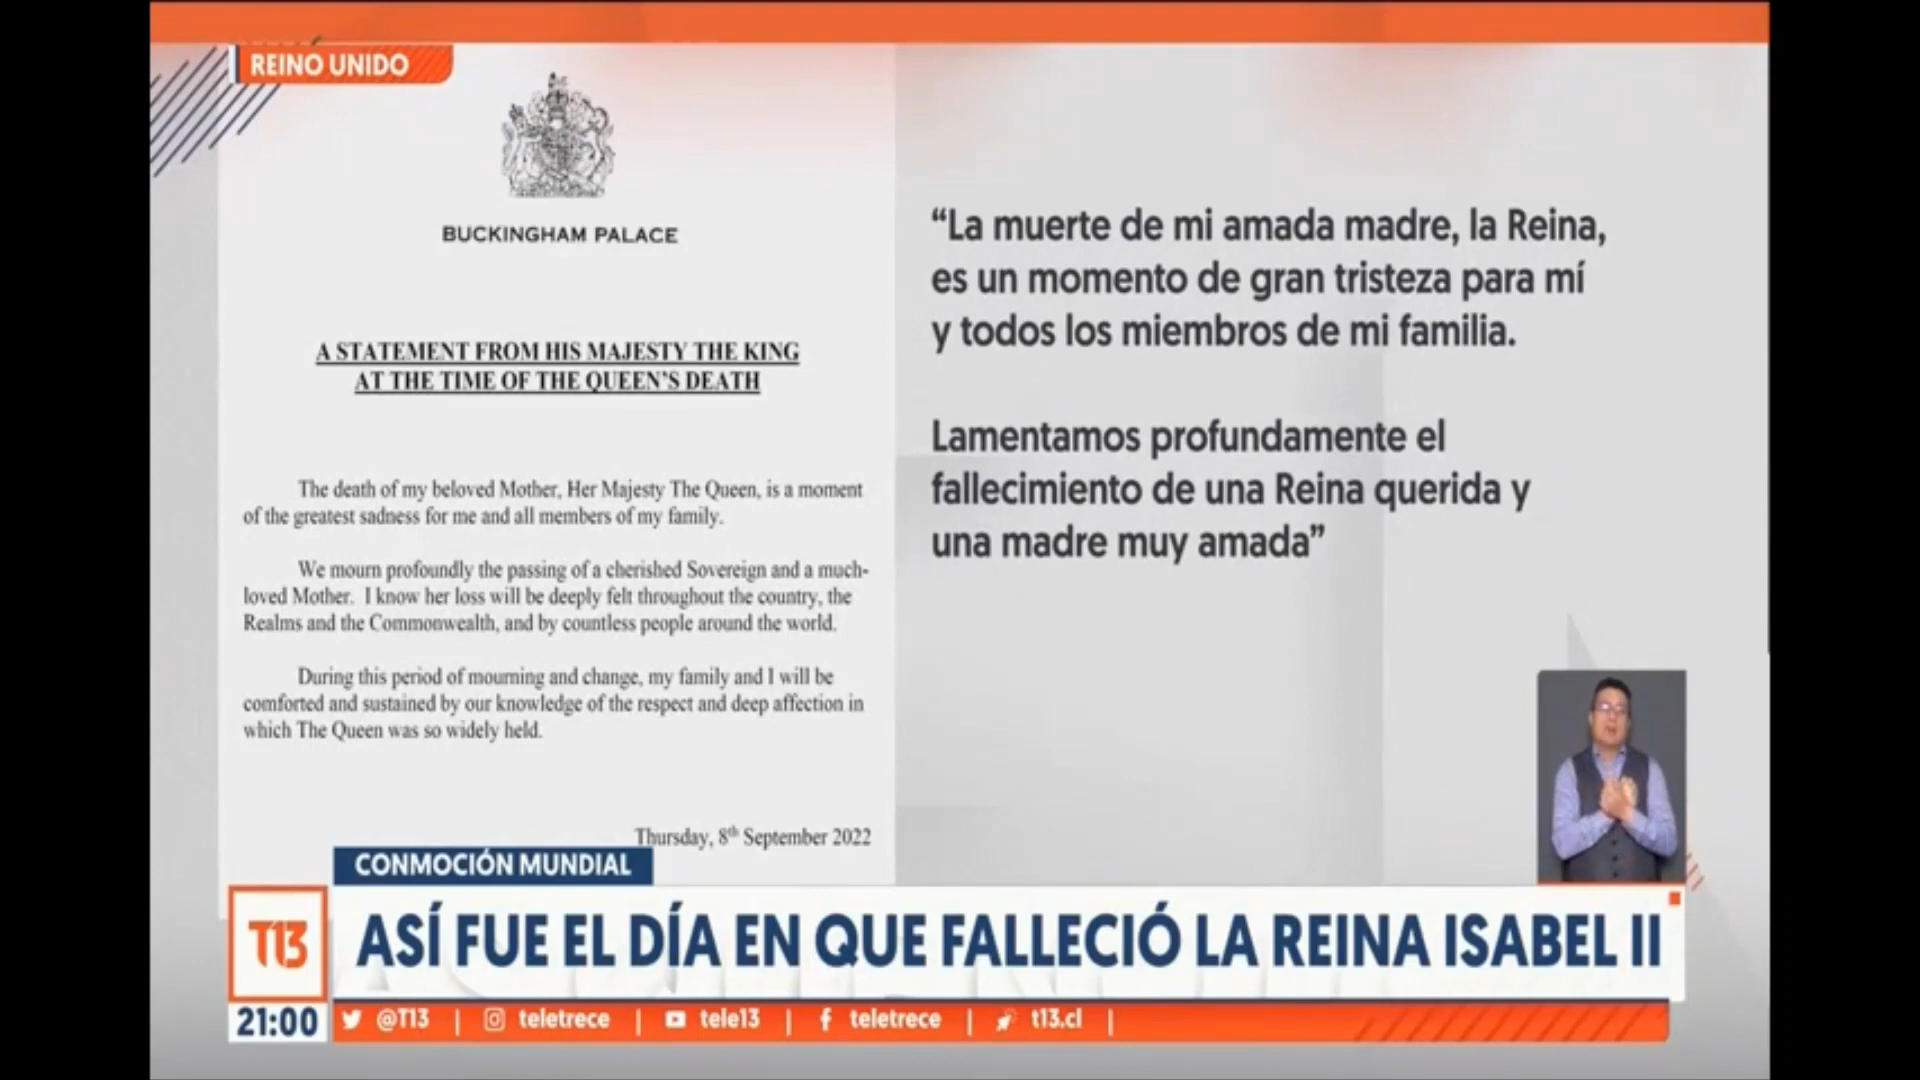 REINO UNIDO
BUCKINGHAM PALACE
A STATEMENT FROM HIS MAJESTY THE KING
AT THE TIME OF THE QUEEN'S DEATH
The death of my beloved Mother, Her Majesty The Queen, is a moment
of the greatest sadness for me and all members of my family.
We mourn profoundly the passing of a cherished Sovereign and a much-
loved Mother. I know her loss will be deeply felt throughout the country, the
Realms and the Commonwealth, and by countless people around the world.
During this period of mourning and change, my family and I will be
comforted and sustained by our knowledge of the respect and deep affection in
which The Queen was so widely held.
Thursday, 8th September 2022
“La muerte de mi amada madre, la Reina,
es un momento de gran tristeza para mí
y todos los miembros de mi familia.
Lamentamos profundamente el
fallecimiento de una Reina querida y
una madre muy amada”
CONMOCIÓN MUNDIAL
T13
ASÍ FUE EL DÍA EN QUE FALLECIÓ LA REINA ISABEL II
21:00 @T13 | teletrece | tele13 | teletrece | t13.cl |